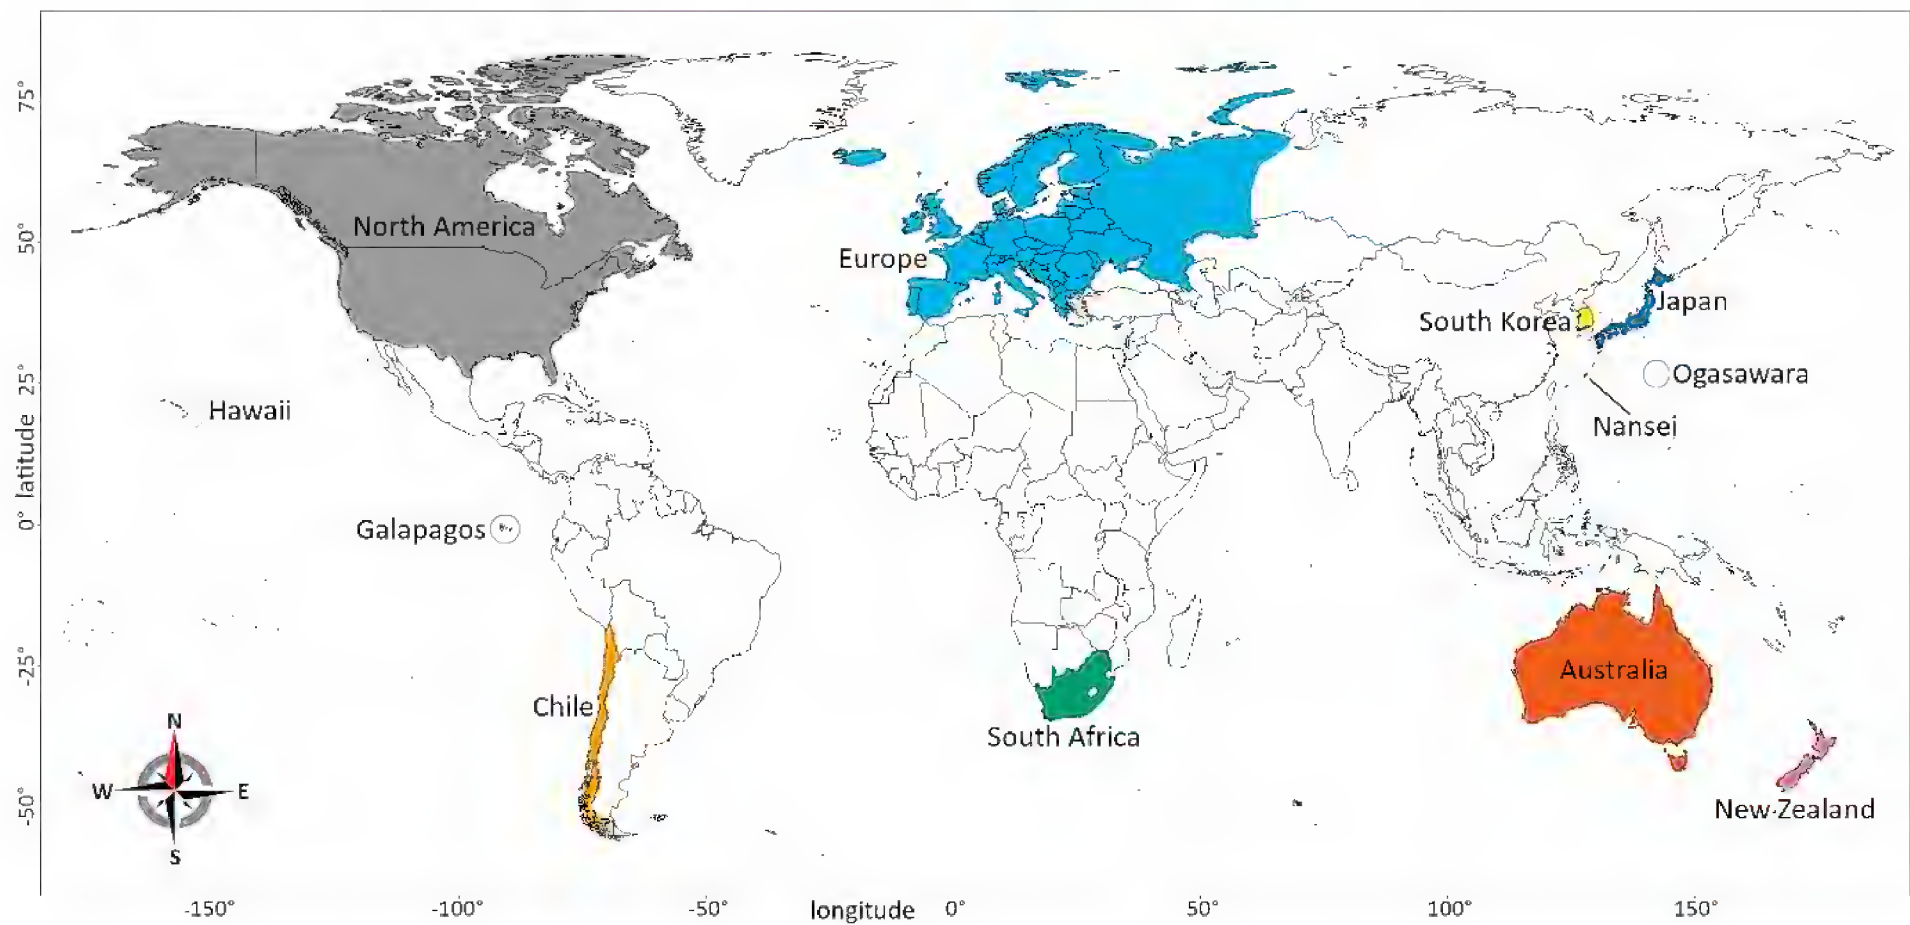 75°
50°
25°
0°
-25°
-50°
latitude
North America
Europe
South Korea
Japan
Ogasawara
Nansei
Hawaii
Galapagos
Chile
South Africa
Australia
New-Zealand
N
W
E
S
-150°
-100°
-50°
longitude
0°
50°
100°
150°